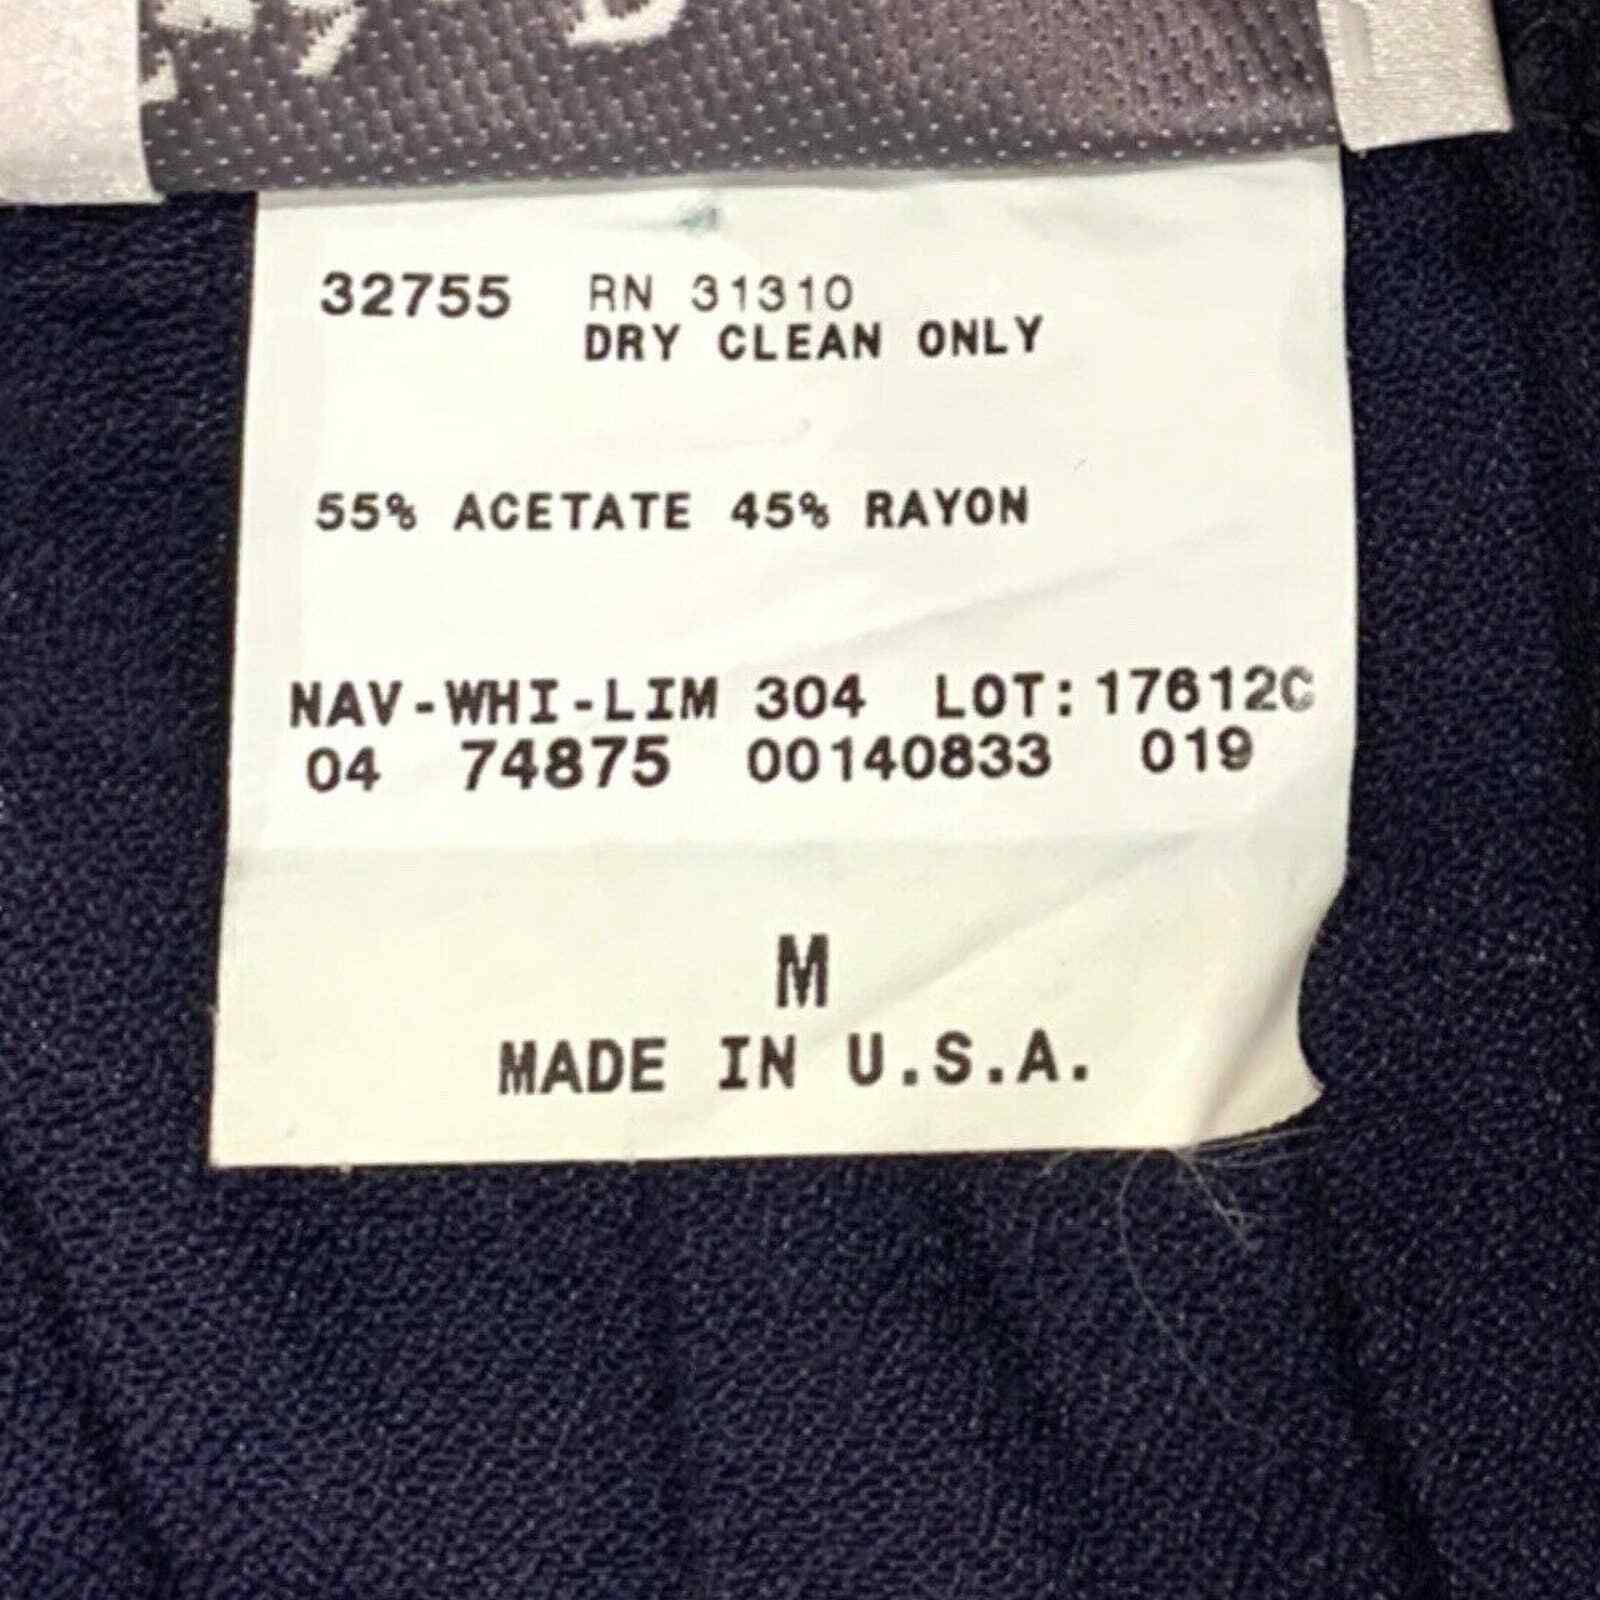 32755 RN 31310
DRY CLEAN ONLY
55% ACETATE 45% RAYON
NAV-WHI-LIM 304 LOT: 17612C
04 74875 00140833 019
M
MADE IN U.S.A.